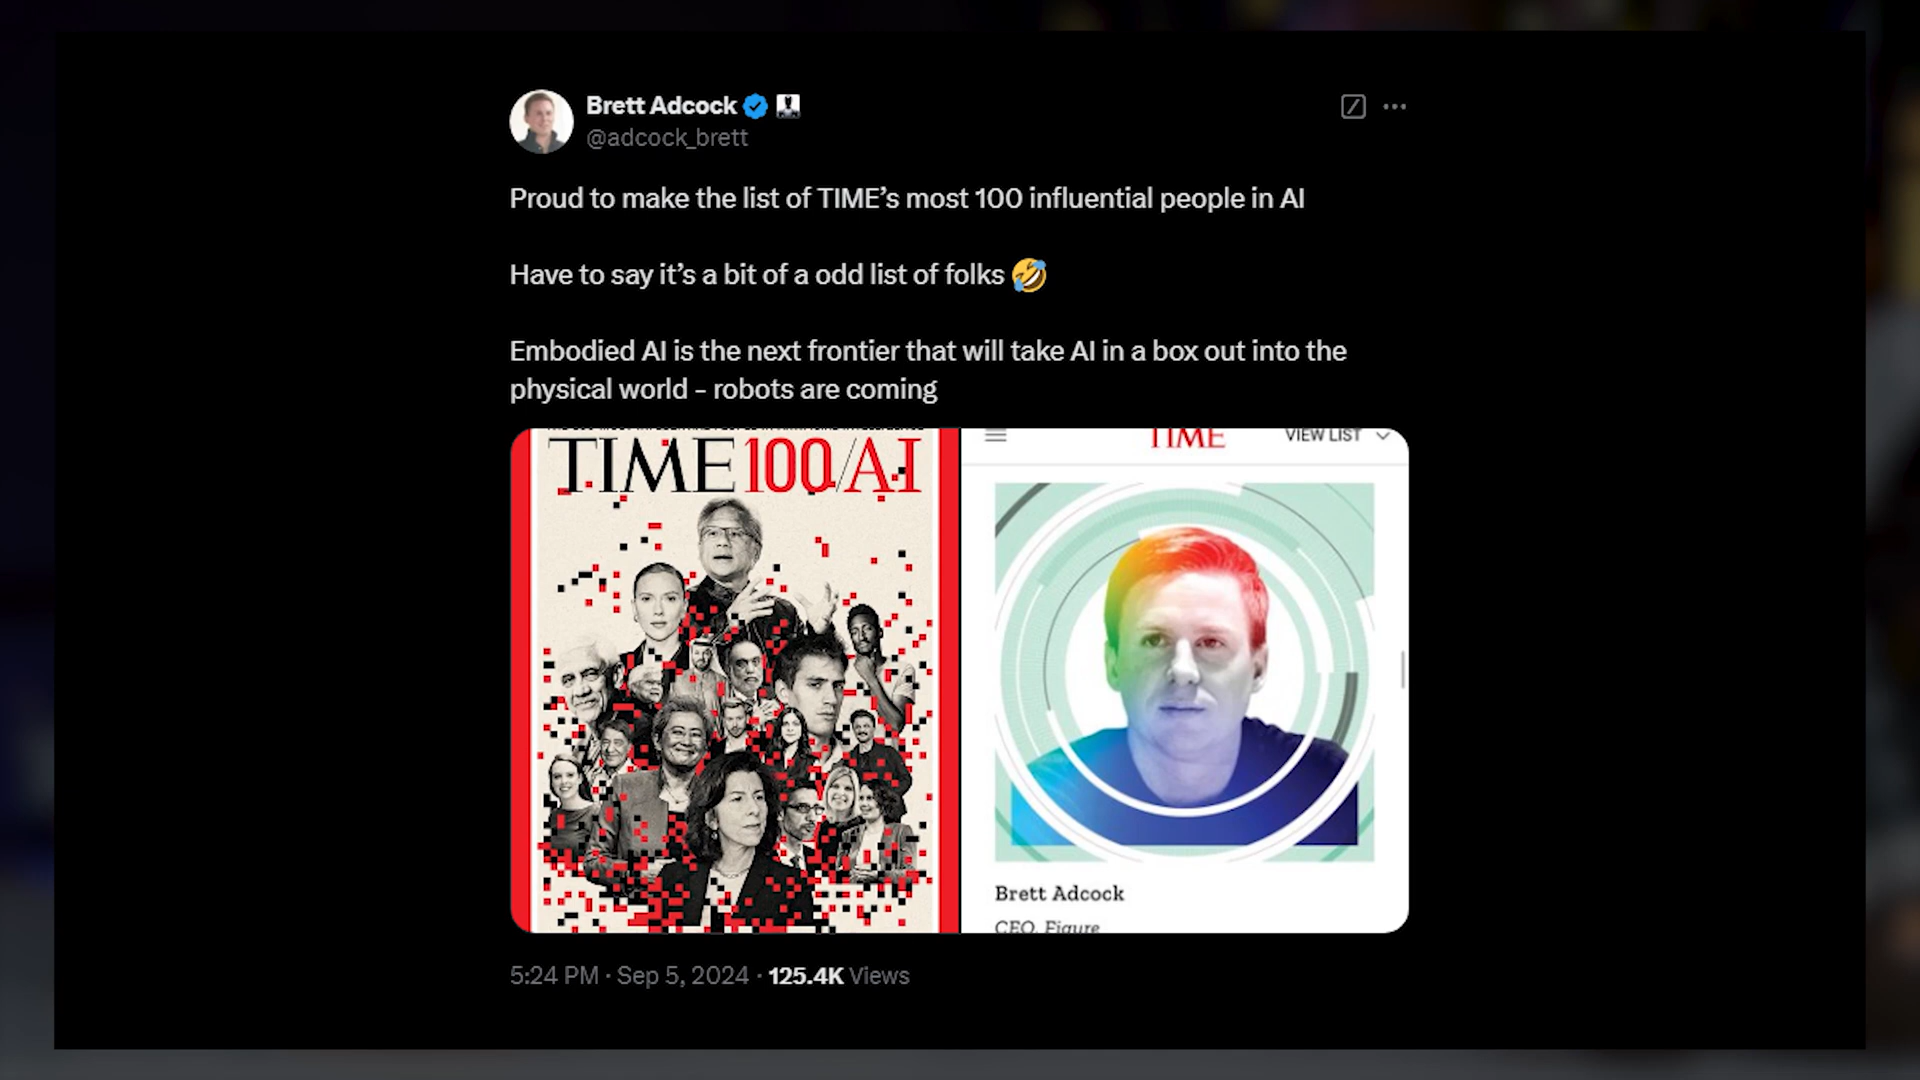 Brett Adcock
@adcock_brett
Proud to make the list of TIME’s most 100 influential people in AI
Have to say it’s a bit of a odd list of folks 🤣
Embodied AI is the next frontier that will take AI in a box out into the
physical world - robots are coming
TIME 100/AI
TIME
VIEW LIST
Brett Adcock
CEO, Figure
5:24 PM · Sep 5, 2024 · 125.4K Views